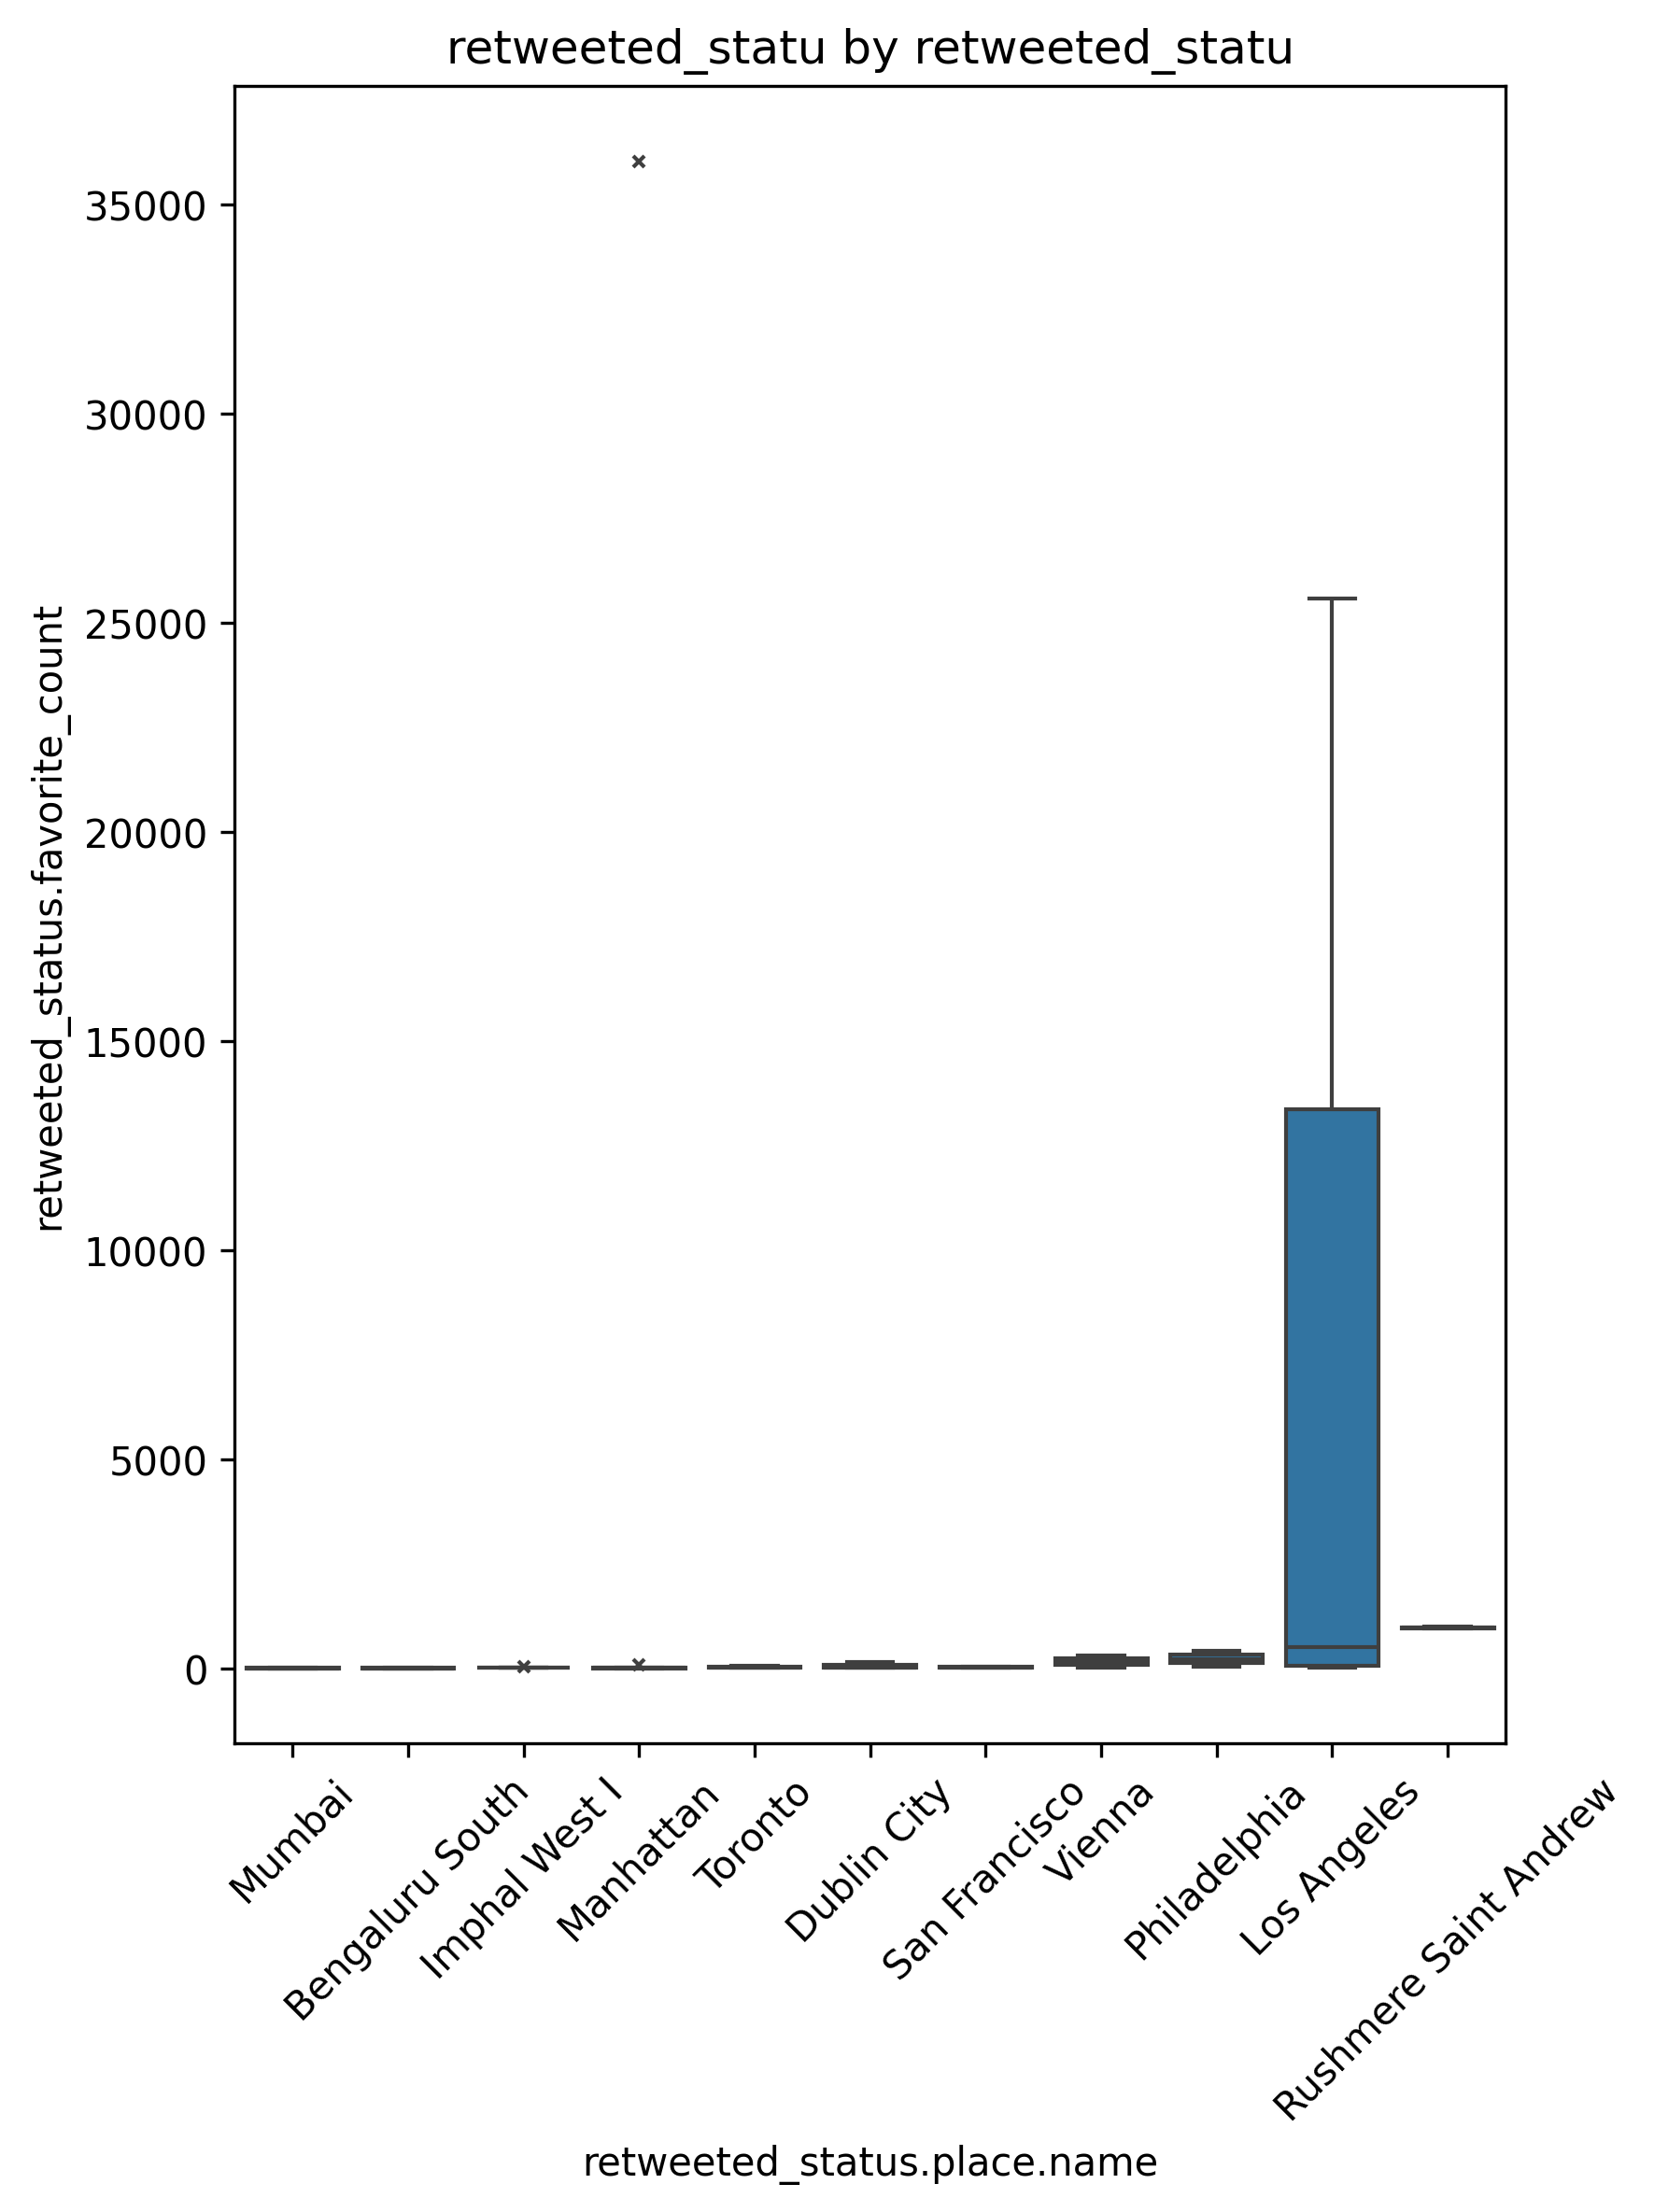 retweeted_statu by retweeted_statu
retweeted_status.favorite_count
35000
30000
25000
20000
15000
10000
5000
0
Mumbai
Bengaluru South
Imphal West I
Manhattan
Toronto
Dublin City
San Francisco
Vienna
Philadelphia
Los Angeles
Rushmere Saint Andrew
retweeted_status.place.name